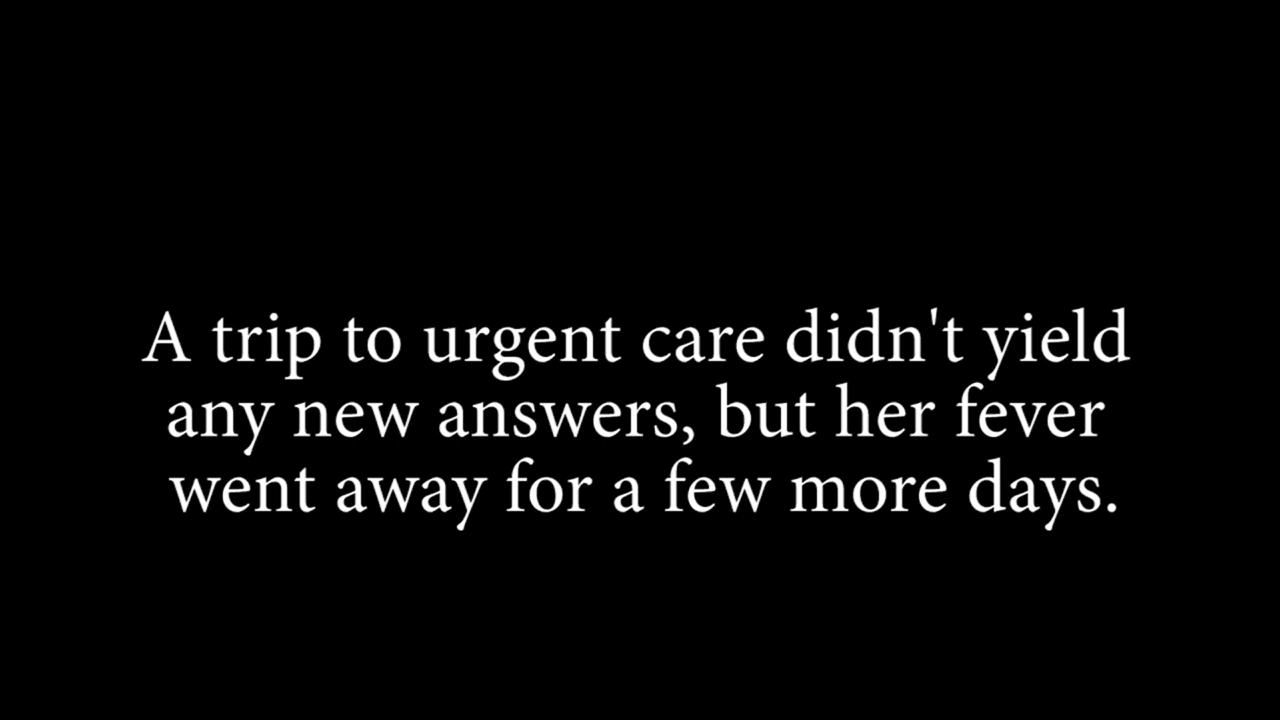 A trip to urgent care didn't yield
any new answers, but her fever
went away for a few more days.